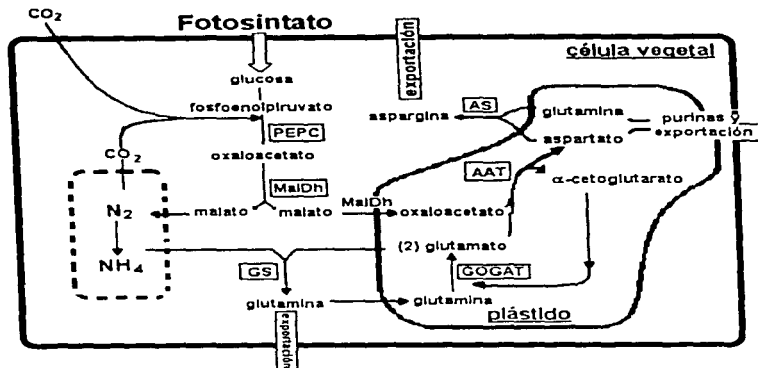 CO2
Fotosintato
exportación
célula vegetal
glucosa
fosfoenolpiruvato
PEPC
oxaloacetato
MalDh
CO2
N2
NH4
malato
malato
MalDh
oxaloacetato
aspargina
AS
glutamina
aspartato
purinas y
exportación
AAT
α-cetoglutarato
(2) glutamato
GS
GOGAT
glutamina
glutamina
plástido
exportación